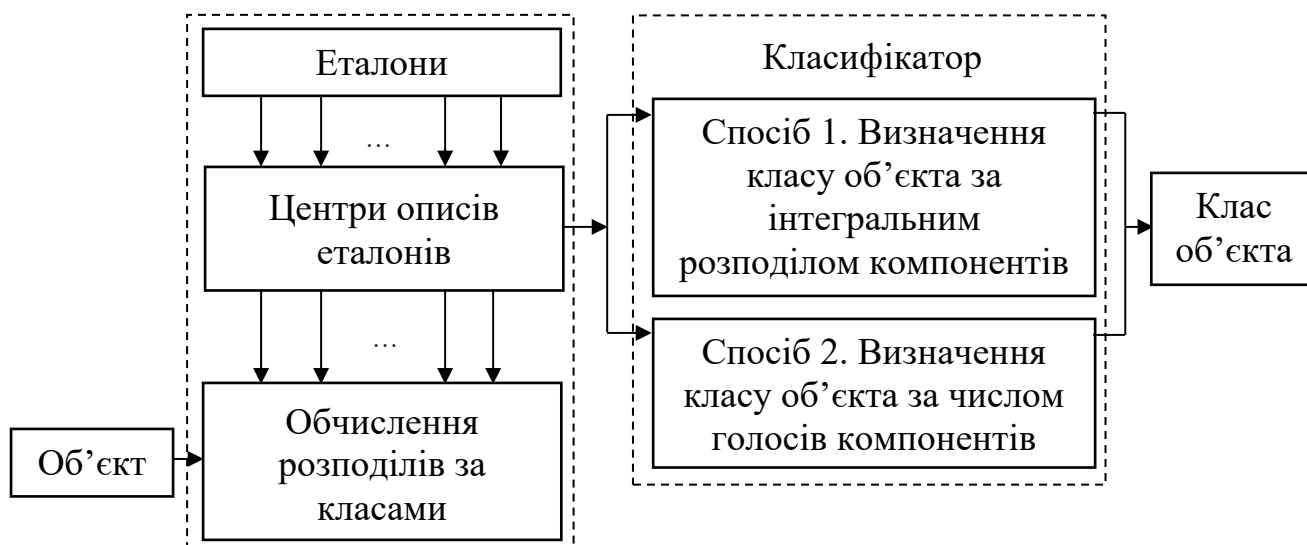 Еталони
...
Центри описів
еталонів
...
Обчислення
розподілів за
класами
Об’єкт
Класифікатор
Спосіб 1. Визначення
класу об’єкта за
інтегральним
розподілом компонентів
Спосіб 2. Визначення
класу об’єкта за числом
голосів компонентів
Клас
об’єкта